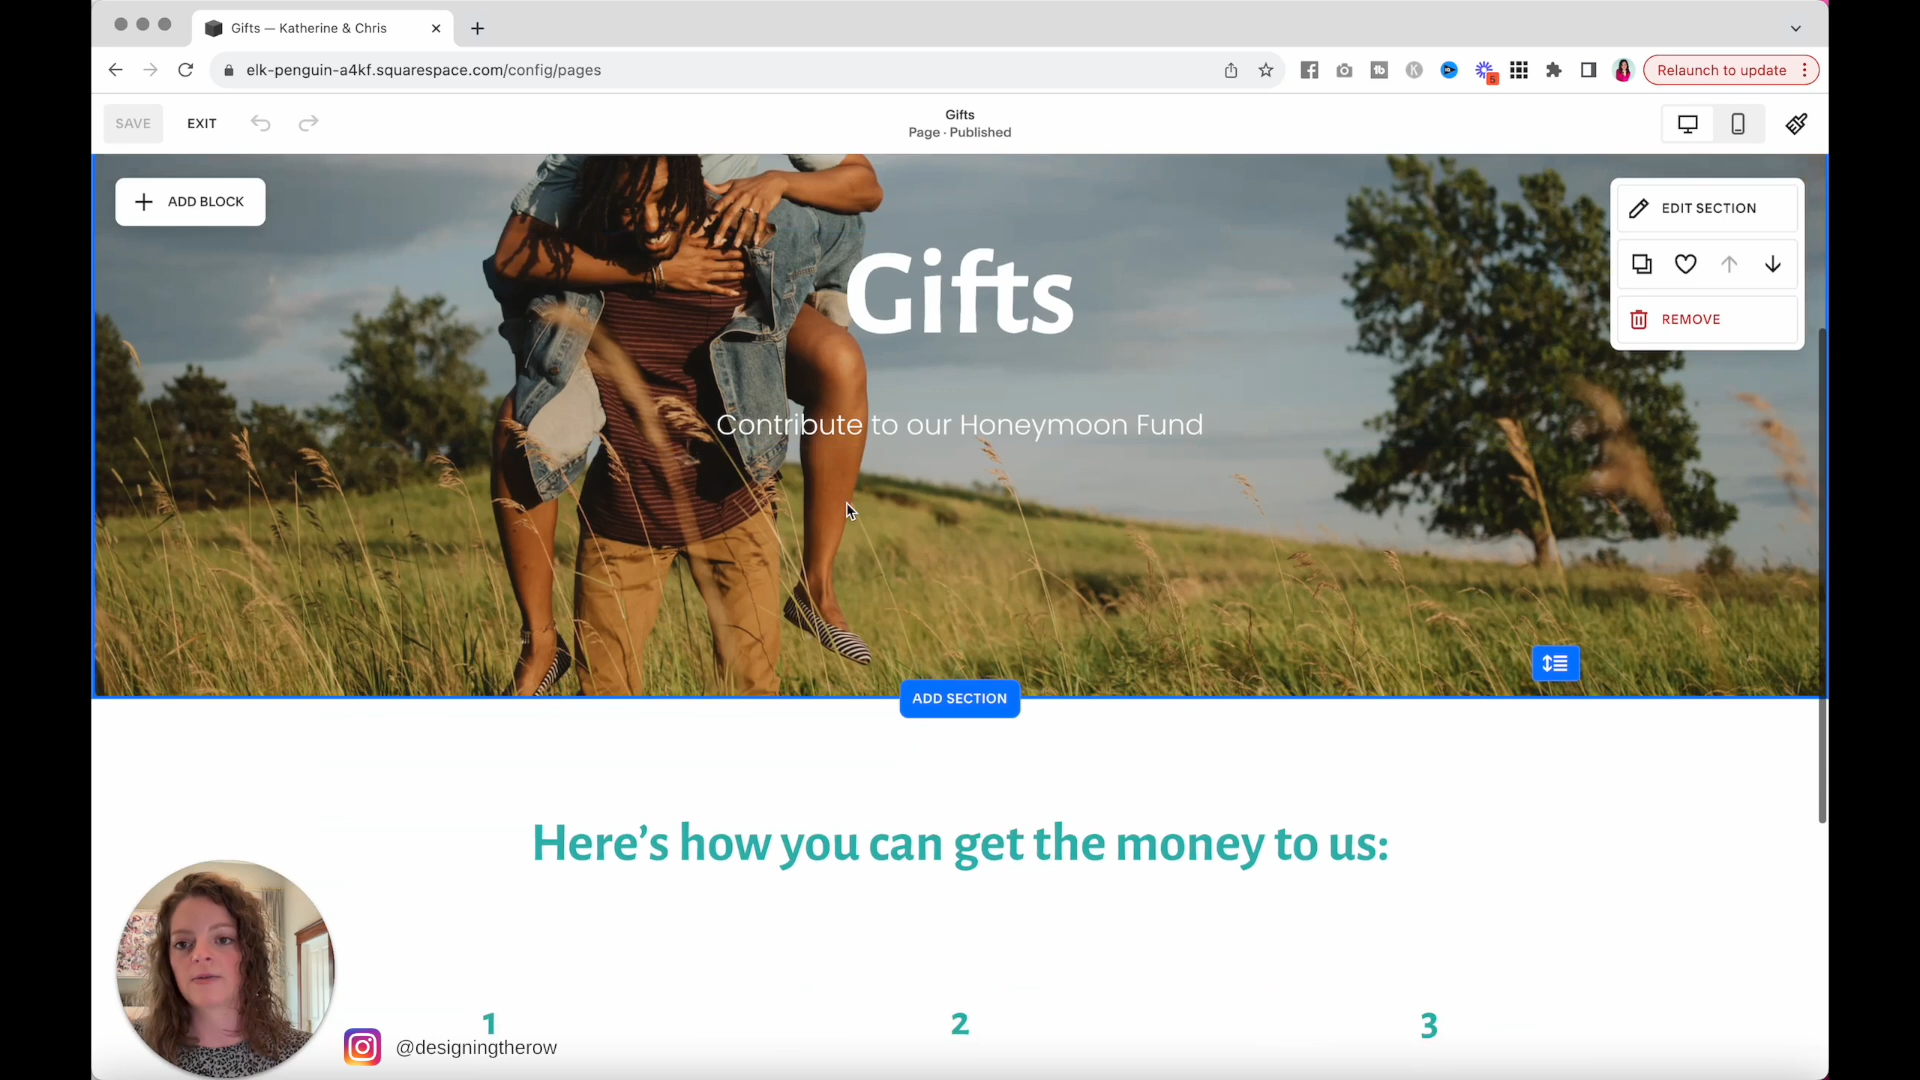 Gifts — Katherine & Chris
elk-penguin-a4kf.squarespace.com/config/pages
tb
K
5
Relaunch to update
SAVE
EXIT
Gifts
Page · Published
ADD BLOCK
EDIT SECTION
REMOVE
Gifts
Contribute to our Honeymoon Fund
ADD SECTION
Here’s how you can get the money to us:
1
2
3
@designingtherow